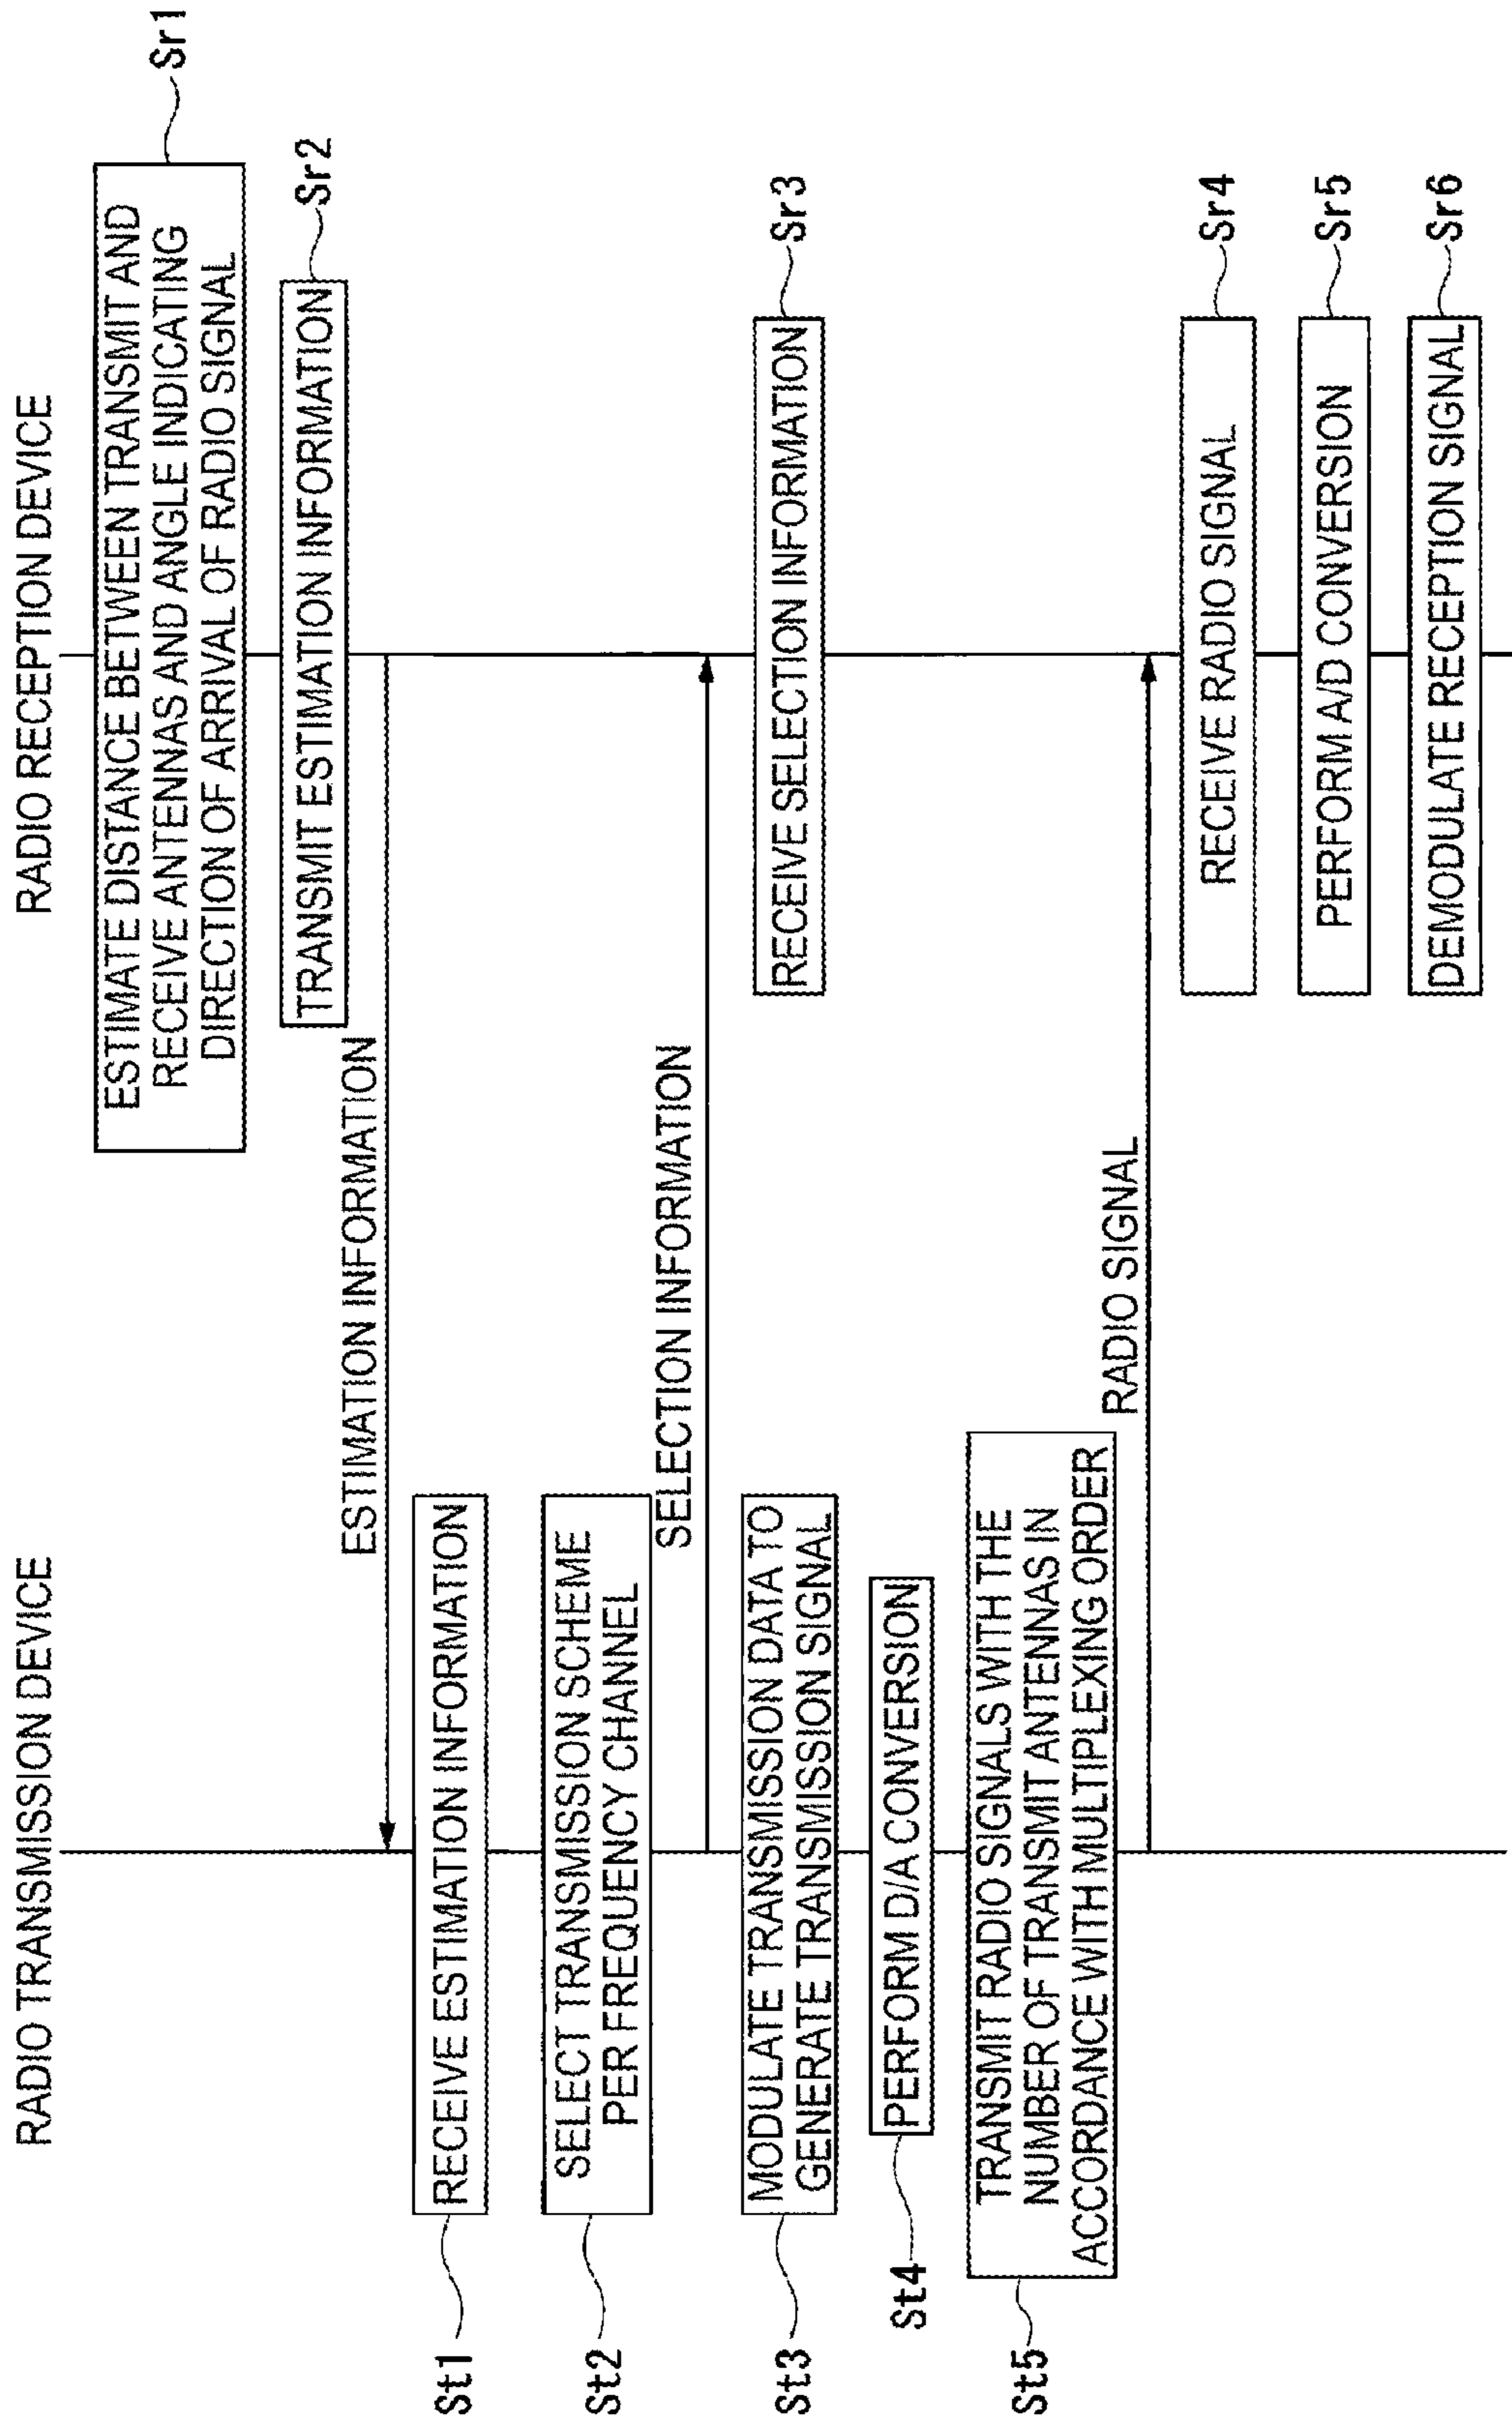 RADIO TRANSMISSION DEVICE
RADIO RECEPTION DEVICE
ESTIMATE DISTANCE BETWEEN TRANSMIT AND
RECEIVE ANTENNAS AND ANGLE INDICATING
DIRECTION OF ARRIVAL OF RADIO SIGNAL
Sr1
TRANSMIT ESTIMATION INFORMATION
Sr2
ESTIMATION INFORMATION
St1
RECEIVE ESTIMATION INFORMATION
St2
SELECT TRANSMISSION SCHEME
PER FREQUENCY CHANNEL
SELECTION INFORMATION
RECEIVE SELECTION INFORMATION
Sr3
St3
MODULATE TRANSMISSION DATA TO
GENERATE TRANSMISSION SIGNAL
St4
PERFORM D/A CONVERSION
St5
TRANSMIT RADIO SIGNALS WITH THE
NUMBER OF TRANSMIT ANTENNAS IN
ACCORDANCE WITH MULTIPLEXING ORDER
RADIO SIGNAL
RECEIVE RADIO SIGNAL
Sr4
PERFORM A/D CONVERSION
Sr5
DEMODULATE RECEPTION SIGNAL
Sr6